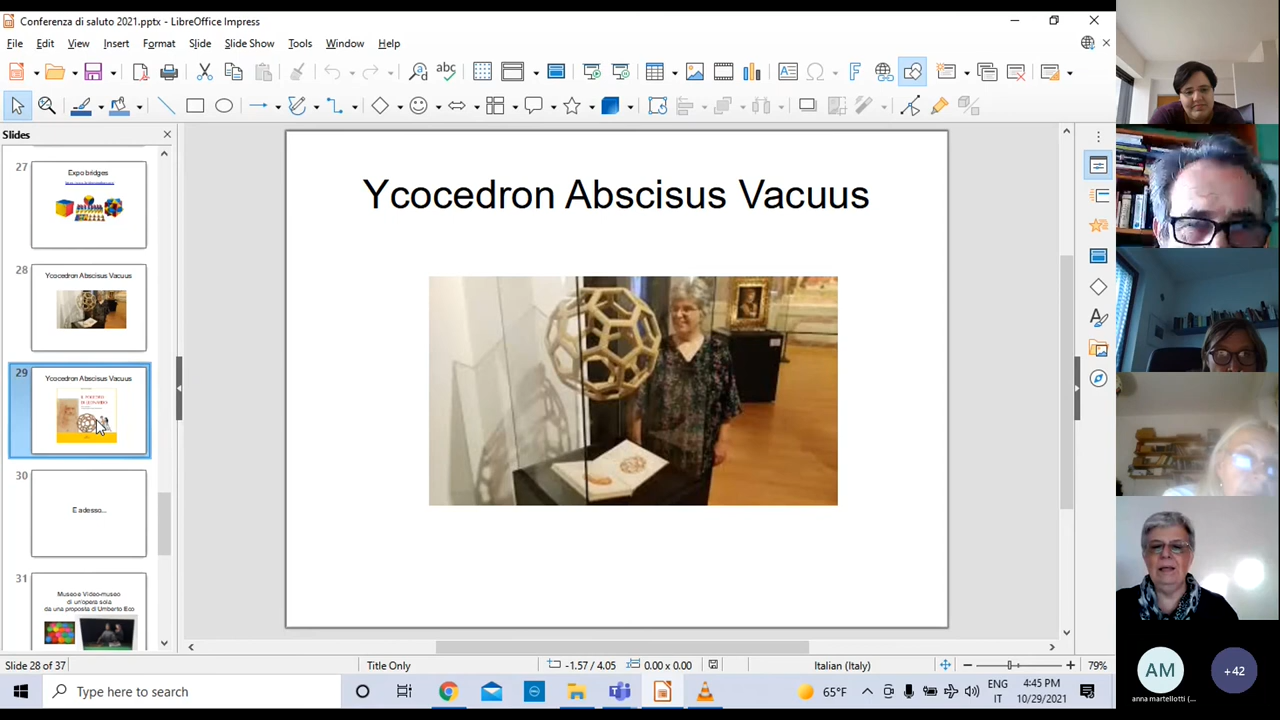 Conferenza di saluto 2021.pptx - LibreOffice Impress
File Edit View Insert Format Slide Slide Show Tools Window Help
abc
Slides
27
Expo bridges
28
Ycocedron Abscisus Vacuus
29
Ycocedron Abscisus Vacuus
30
E adesso...
31
Museo e Video-museo
di un'opera sola
da una proposta di Umberto Eco
Ycocedron Abscisus Vacuus
Slide 28 of 37
Title Only
-1.57 / 4.05
0.00 x 0.00
Italian (Italy)
79%
Type here to search
65°F
ENG
IT
4:45 PM
10/29/2021
AM
anna martellotti (...
+42